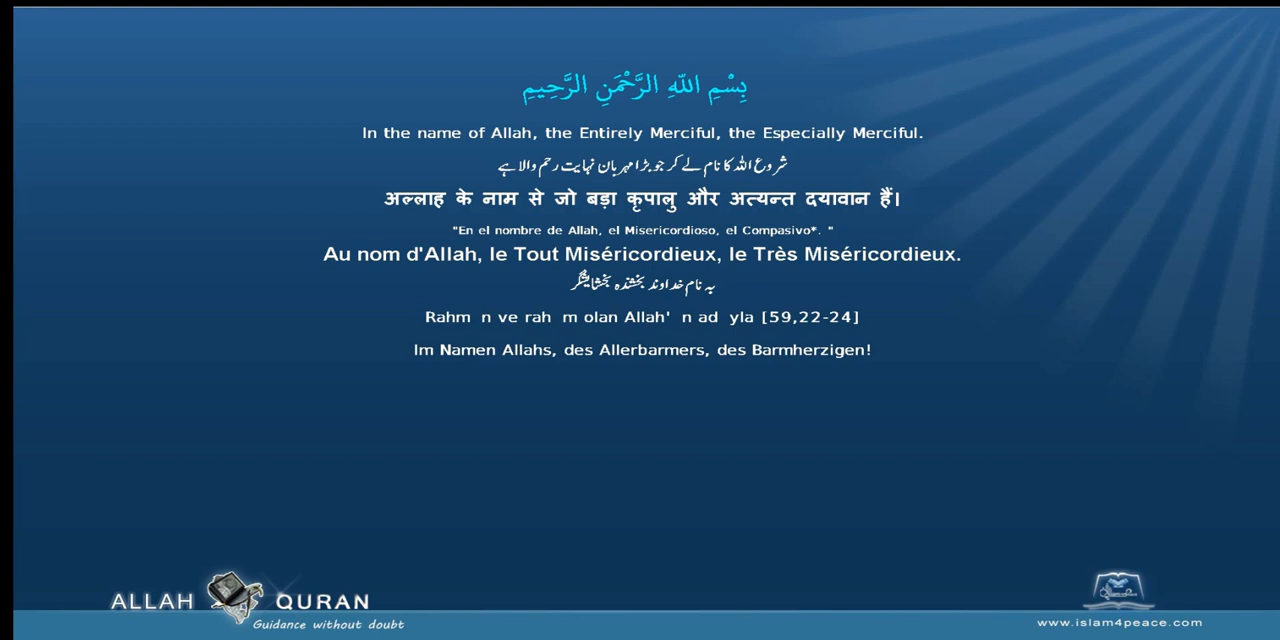 بِسْمِ اللّهِ الرَّحْمَنِ الرَّحِيمِ
In the name of Allah, the Entirely Merciful, the Especially Merciful.
شروع اللہ کا نام لے کر جو بڑا مہربان نہایت رحم والا ہے
अल्लाह के नाम से जो बड़ा कृपालु और अत्यन्त दयावान हैं।
"En el nombre de Allah, el Misericordioso, el Compasivo*. "
Au nom d'Allah, le Tout Miséricordieux, le Très Miséricordieux.
به نام خداوند بخشنده بخشایشگر
Rahm n ve rah m olan Allah' n ad yla [59,22-24]
Im Namen Allahs, des Allerbarmers, des Barmherzigen!
ALLAH QURAN
Guidance without doubt
www.islam4peace.com